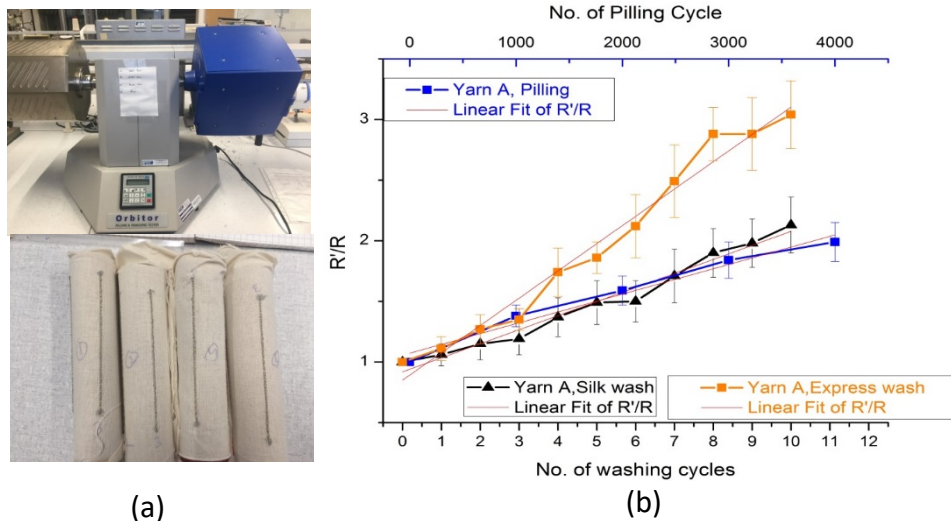 Orbitor
(a)
No. of Pilling Cycle
0 1000 2000 3000 4000
Yarn A, Pilling
Linear Fit of R'/R
R'/R
3
2
1
Yarn A,Silk wash
Linear Fit of R'/R
Yarn A,Express wash
Linear Fit of R'/R
0 1 2 3 4 5 6 7 8 9 10 11 12
No. of washing cycles
(b)